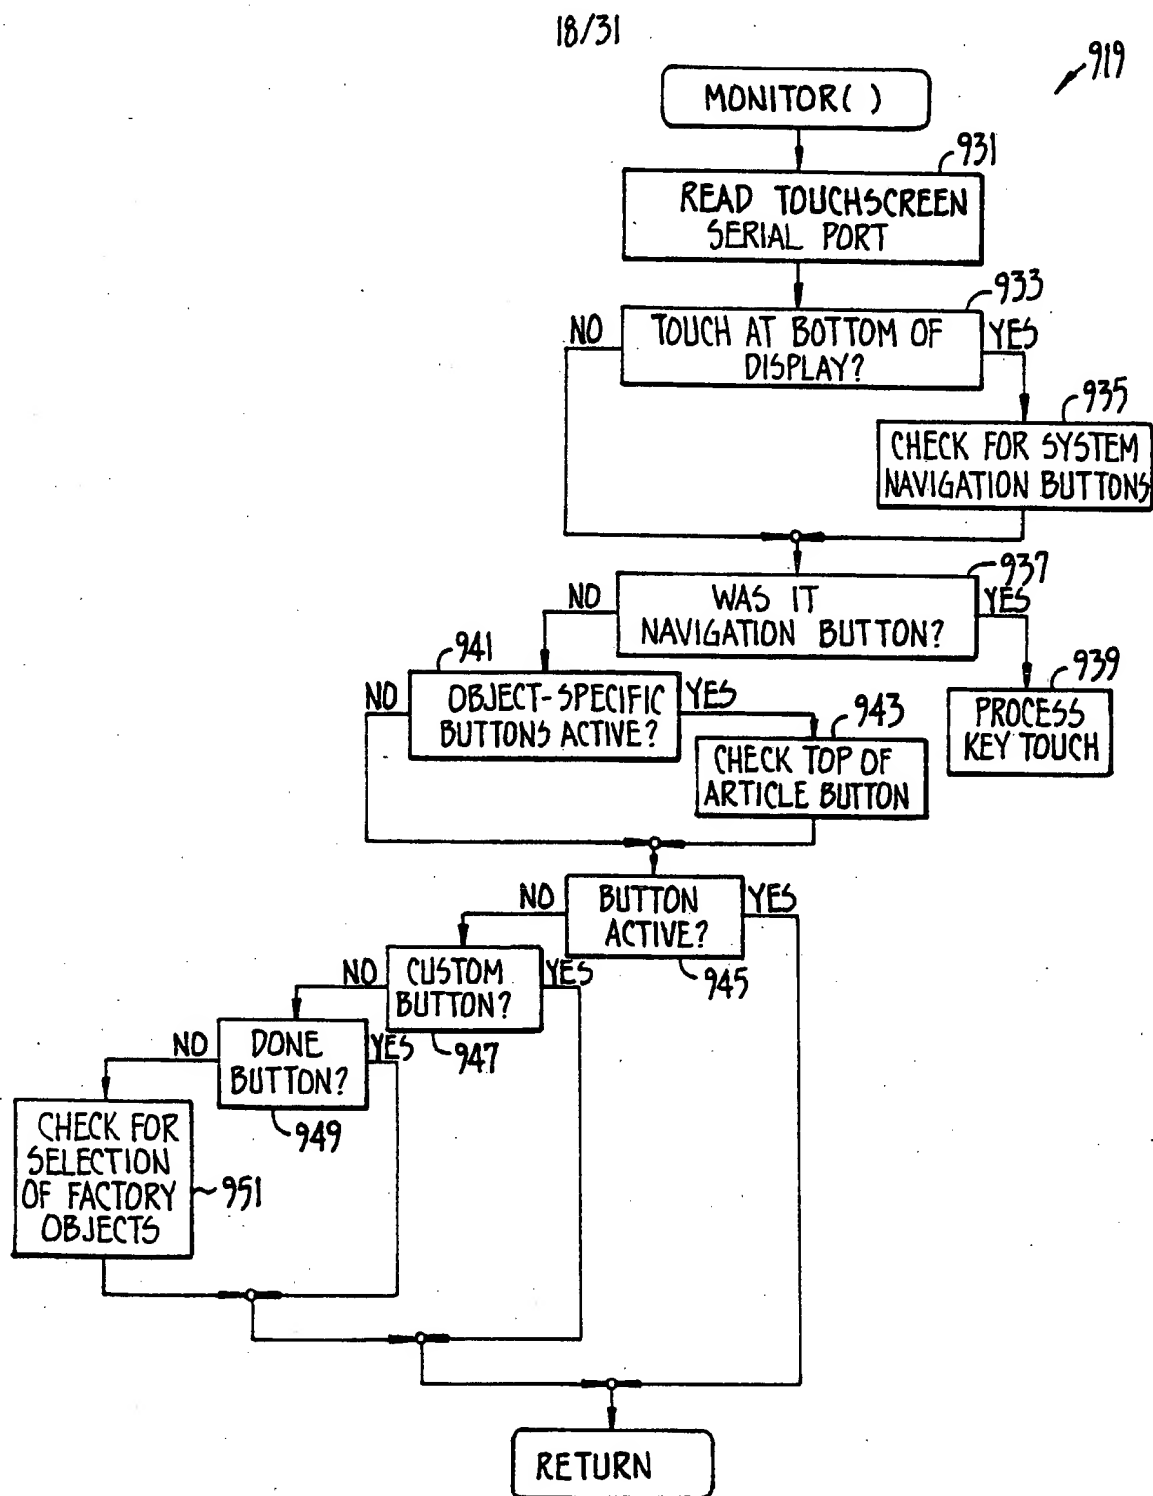 18/31
919
MONITOR( )
931
READ TOUCHSCREEN
SERIAL PORT
933
NO
TOUCH AT BOTTOM OF
DISPLAY?
YES
935
CHECK FOR SYSTEM
NAVIGATION BUTTONS
937
NO
WAS IT
NAVIGATION BUTTON?
YES
941
939
NO
OBJECT-SPECIFIC
BUTTONS ACTIVE?
YES
943
PROCESS
KEY TOUCH
CHECK TOP OF
ARTICLE BUTTON
NO
BUTTON
ACTIVE?
YES
945
NO
CUSTOM
BUTTON?
YES
947
NO
DONE
BUTTON?
YES
949
CHECK FOR
SELECTION
OF FACTORY
OBJECTS
951
RETURN